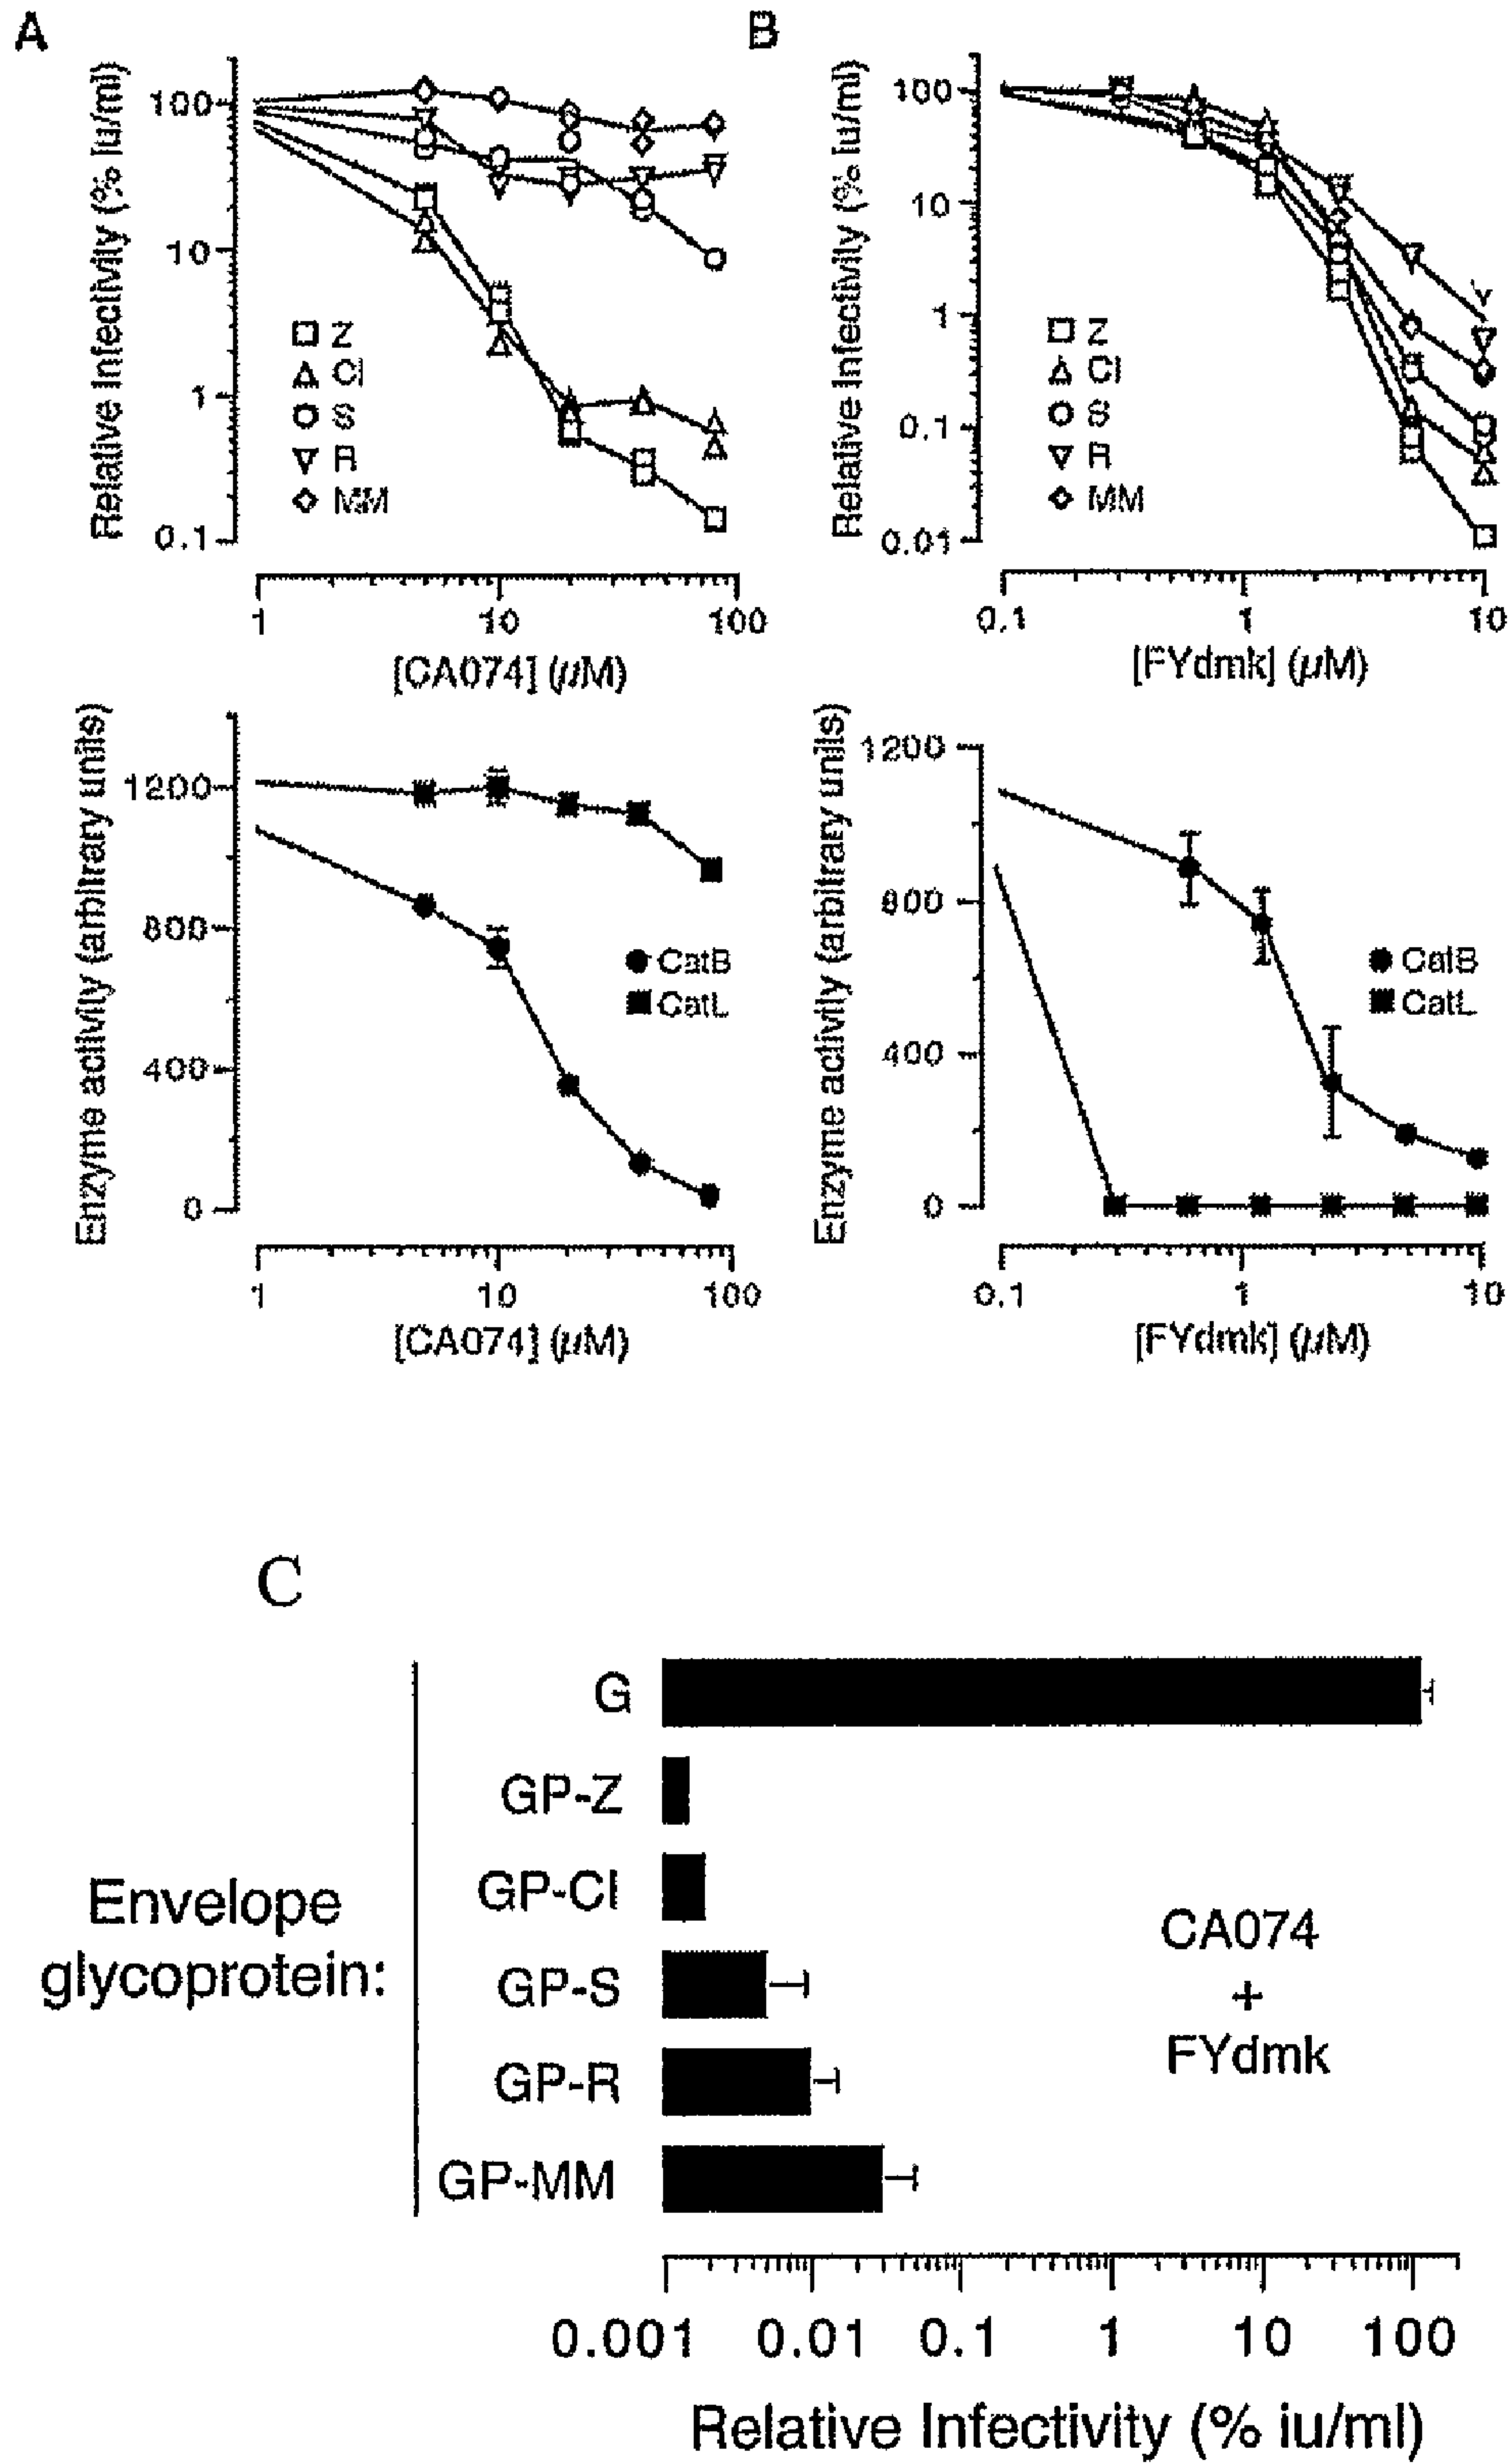 A
Relative Infectivity (% iu/ml)
100
10
1
0.1
Z
CI
S
R
MM
1 10 100
[CA074] (μM)
B
Relative Infectivity (% iu/ml)
100
10
1
0.1
0.01
Z
CI
S
R
MM
0.1 1 10
[FYdmk] (μM)
Enzyme activity (arbitrary units)
1200
800
400
0
CatB
CatL
1 10 100
[CA074] (μM)
Enzyme activity (arbitrary units)
1200
800
400
0
CatB
CatL
0.1 1 10
[FYdmk] (μM)
C
Envelope
glycoprotein:
G
GP-Z
GP-CI
GP-S
GP-R
GP-MM
CA074
+
FYdmk
0.001 0.01 0.1 1 10 100
Relative Infectivity (% iu/ml)